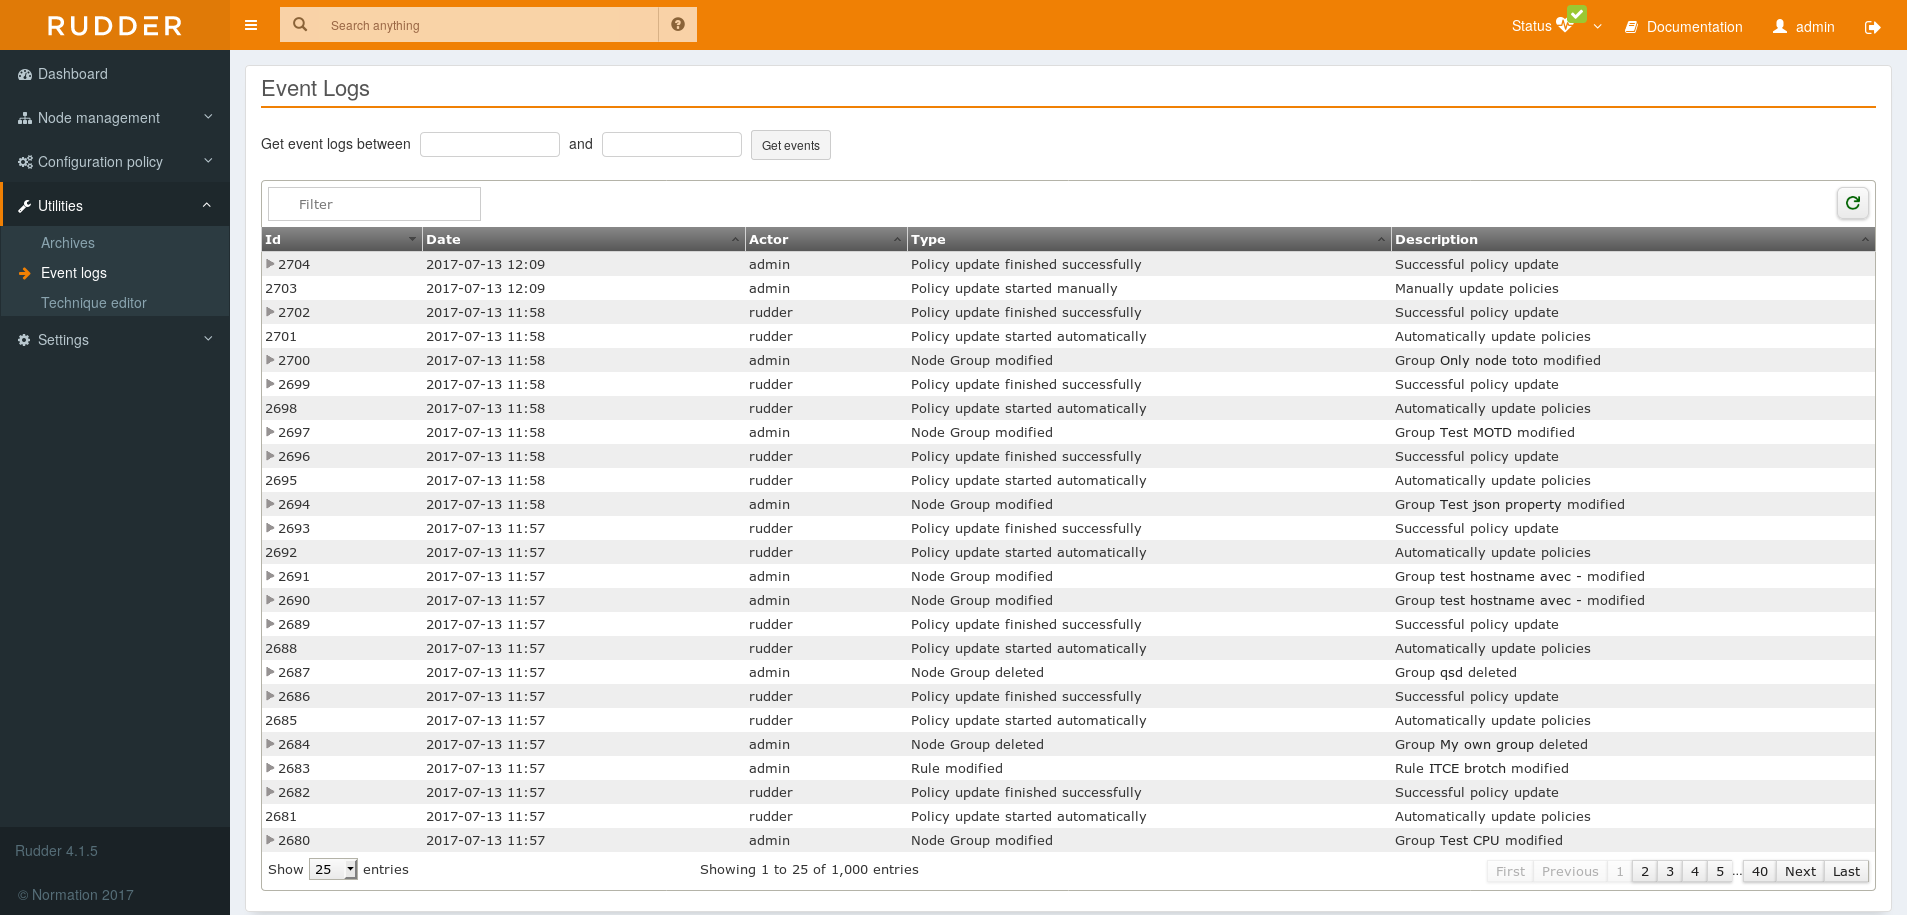 RUDDER
Search anything
Status
Documentation
admin
Dashboard
Node management
Configuration policy
Utilities
Archives
Event logs
Technique editor
Settings
Rudder 4.1.5
© Normation 2017
Event Logs
Get event logs between and Get events
Filter
Id Date Actor Type Description
2704 2017-07-13 12:09 admin Policy update finished successfully Successful policy update
2703 2017-07-13 12:09 admin Policy update started manually Manually update policies
2702 2017-07-13 11:58 rudder Policy update finished successfully Successful policy update
2701 2017-07-13 11:58 rudder Policy update started automatically Automatically update policies
2700 2017-07-13 11:58 admin Node Group modified Group Only node toto modified
2699 2017-07-13 11:58 rudder Policy update finished successfully Successful policy update
2698 2017-07-13 11:58 rudder Policy update started automatically Automatically update policies
2697 2017-07-13 11:58 admin Node Group modified Group Test MOTD modified
2696 2017-07-13 11:58 rudder Policy update finished successfully Successful policy update
2695 2017-07-13 11:58 rudder Policy update started automatically Automatically update policies
2694 2017-07-13 11:58 admin Node Group modified Group Test json property modified
2693 2017-07-13 11:57 rudder Policy update finished successfully Successful policy update
2692 2017-07-13 11:57 rudder Policy update started automatically Automatically update policies
2691 2017-07-13 11:57 admin Node Group modified Group test hostname avec - modified
2690 2017-07-13 11:57 admin Node Group modified Group test hostname avec - modified
2689 2017-07-13 11:57 rudder Policy update finished successfully Successful policy update
2688 2017-07-13 11:57 rudder Policy update started automatically Automatically update policies
2687 2017-07-13 11:57 admin Node Group deleted Group qsd deleted
2686 2017-07-13 11:57 rudder Policy update finished successfully Successful policy update
2685 2017-07-13 11:57 rudder Policy update started automatically Automatically update policies
2684 2017-07-13 11:57 admin Node Group deleted Group My own group deleted
2683 2017-07-13 11:57 admin Rule modified Rule ITCE brotch modified
2682 2017-07-13 11:57 rudder Policy update finished successfully Successful policy update
2681 2017-07-13 11:57 rudder Policy update started automatically Automatically update policies
2680 2017-07-13 11:57 admin Node Group modified Group Test CPU modified
Show 25 entries Showing 1 to 25 of 1,000 entries First Previous 1 2 3 4 5 ... 40 Next Last